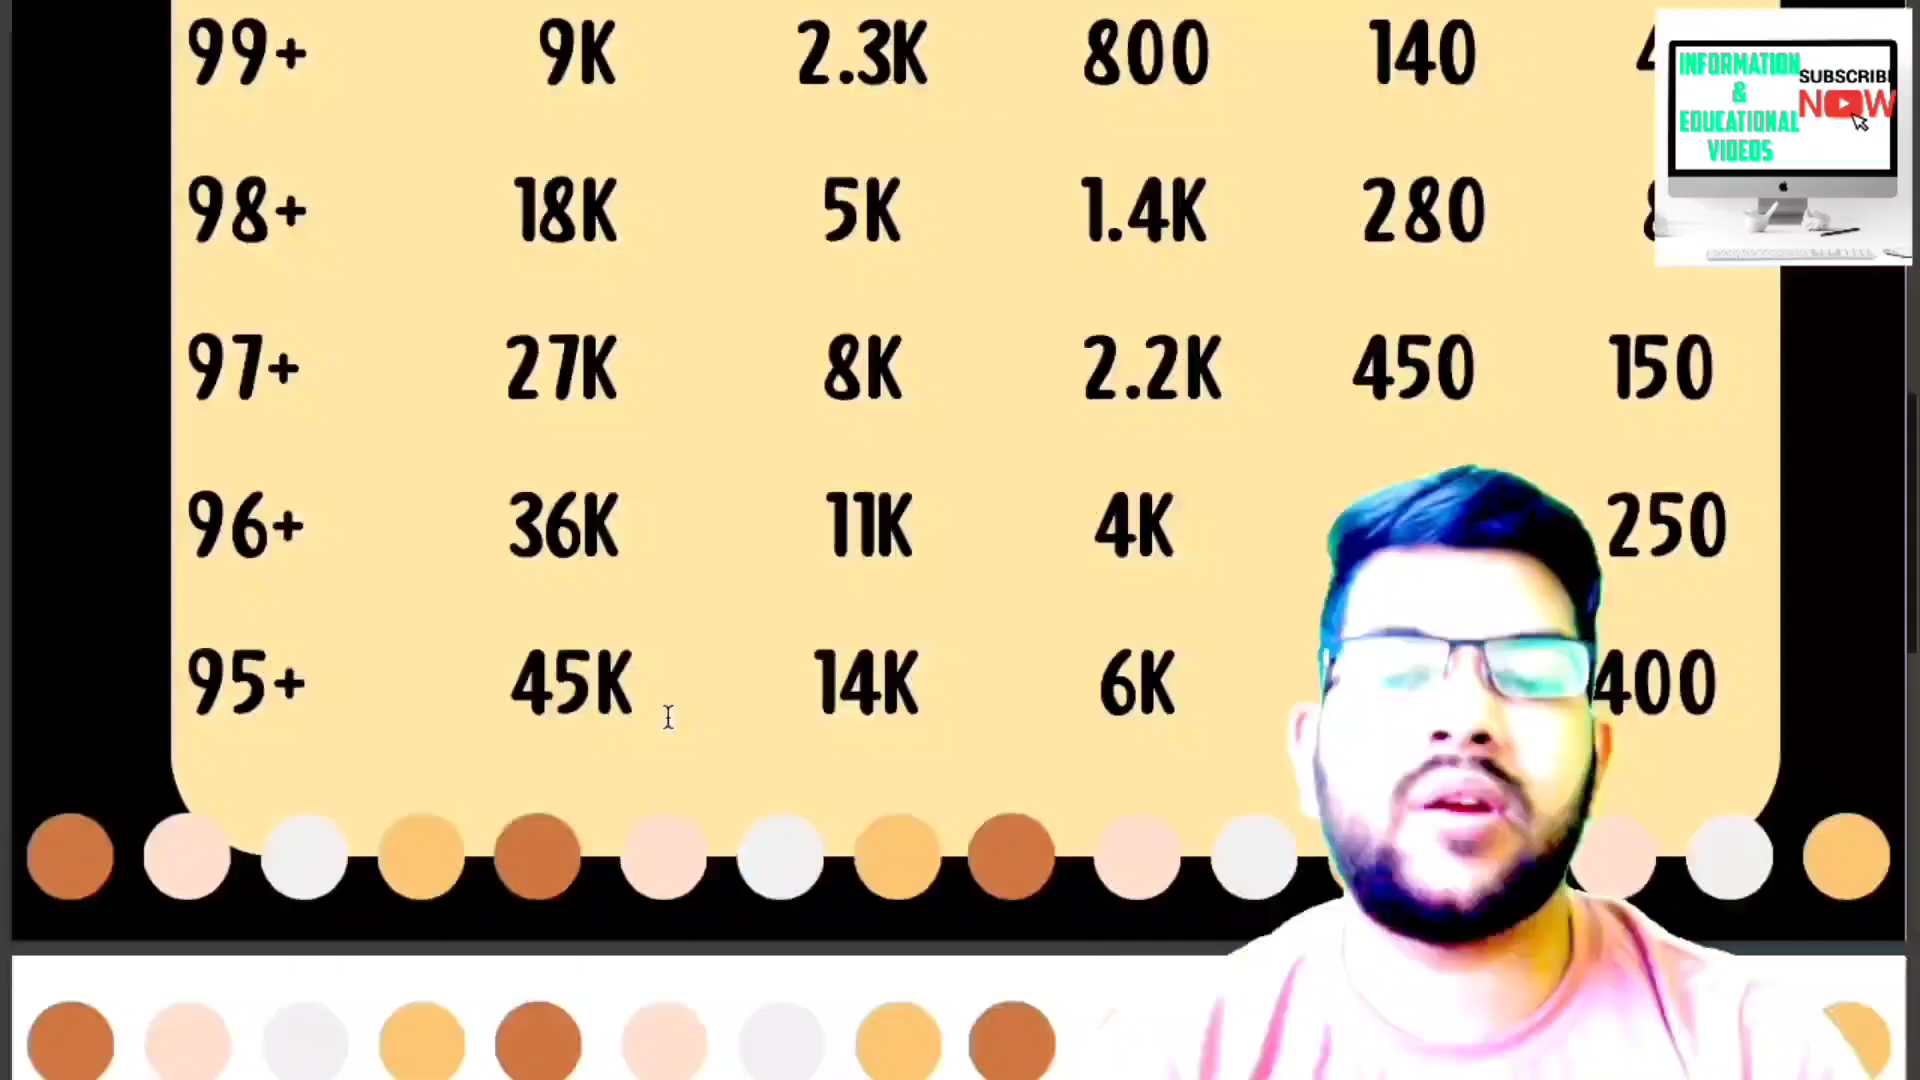 99+ 9K 2.3K 800 140
98+ 18K 5K 1.4K 280
97+ 27K 8K 2.2K 450 150
96+ 36K 11K 4K 250
95+ 45K 14K 6K 400
INFORMATION
&
EDUCATIONAL
VIDEOS
SUBSCRIBE
NOW